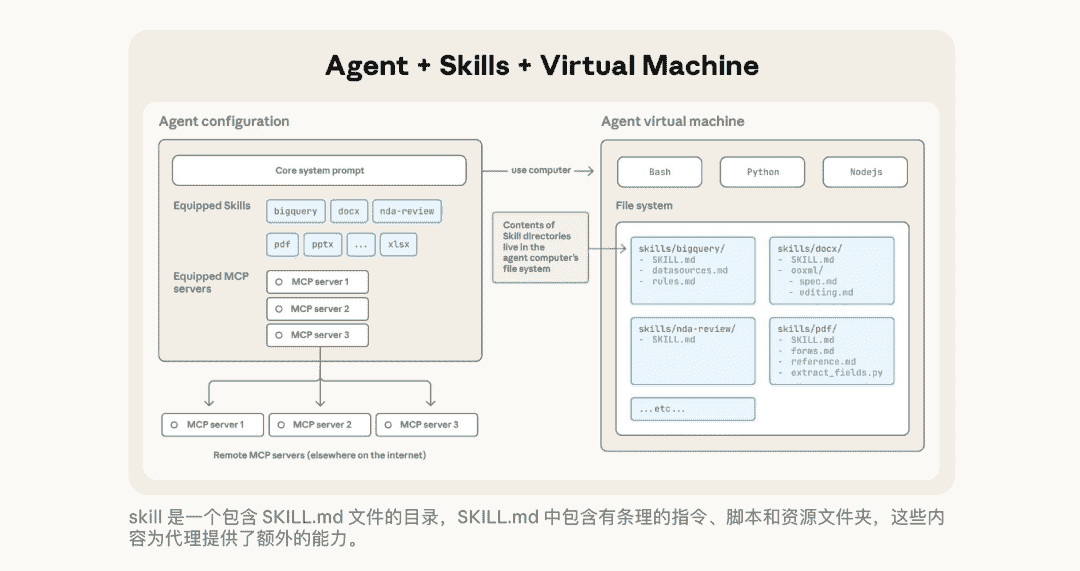 Agent + Skills + Virtual Machine
Agent configuration
Core system prompt
Equipped Skills
bigquery
docx
nda-review
pdf
pptx
...
xlsx
Equipped MCP
servers
MCP server 1
MCP server 2
MCP server 3
MCP server 1
MCP server 2
MCP server 3
Remote MCP servers (elsewhere on the internet)
use computer
Contents of
Skill directories
live in the
agent computer's
file system
Agent virtual machine
Bash
Python
Nodejs
File system
skills/bigquery/
- SKILL.md
- datasources.md
- rules.md
skills/docx/
- SKILL.md
- ooxml/
- spec.md
- editing.md
skills/nda-review/
- SKILL.md
skills/pdf/
- SKILL.md
- forms.md
- reference.md
- extract_fields.py
...etc...
skill 是一个包含 SKILL.md 文件的目录，SKILL.md 中包含有条理的指令、脚本和资源文件夹，这些内
容为代理提供了额外的能力。